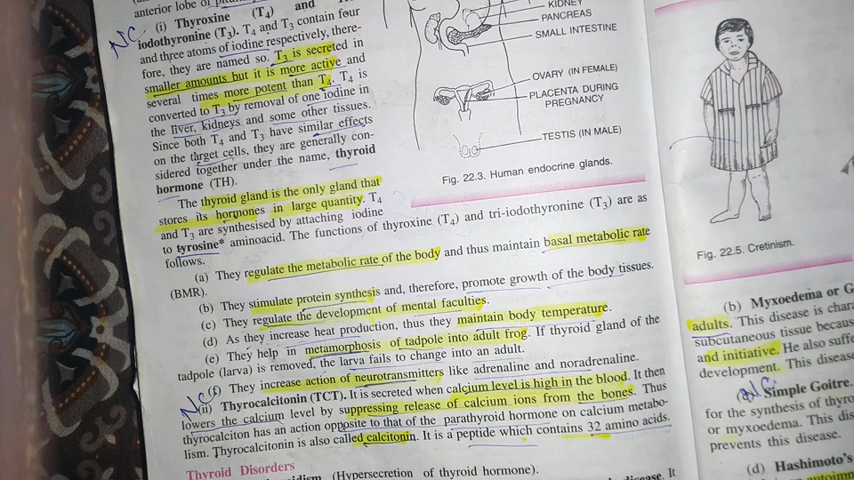 anterior lobe of
NC
(i) Thyroxine (T4) and
iodothyronine (T3). T4 and T3 contain four
and three atoms of iodine respectively, there-
fore, they are named so. T3 is secreted in
smaller amounts but it is more active and
several times more potent than T4. T4 is
converted to T3 by removal of one iodine in
the liver, kidneys and some other tissues.
Since both T4 and T3 have similar effects
on the target cells, they are generally con-
sidered together under the name, thyroid
hormone (TH).
The thyroid gland is the only gland that
stores its hormones in large quantity. T4
and T3 are synthesised by attaching iodine
to tyrosine* aminoacid. The functions of thyroxine (T4) and tri-iodothyronine (T3) are as
follows.
(a) They regulate the metabolic rate of the body and thus maintain basal metabolic rate
(BMR).
(b) They stimulate protein synthesis and, therefore, promote growth of the body tissues.
(c) They regulate the development of mental faculties.
(d) As they increase heat production, thus they maintain body temperature.
(e) They help in metamorphosis of tadpole into adult frog. If thyroid gland of the
tadpole (larva) is removed, the larva fails to change into an adult.
(f) They increase action of neurotransmitters like adrenaline and noradrenaline.
NC
(ii) Thyrocalcitonin (TCT). It is secreted when calcium level is high in the blood. It then
lowers the calcium level by suppressing release of calcium ions from the bones. Thus
thyrocalciton has an action opposite to that of the parathyroid hormone on calcium metabo-
lism. Thyrocalcitonin is also called calcitonin. It is a peptide which contains 32 amino acids.
Thyroid Disorders
(Hypersecretion of thyroid hormone).
disease. It
KIDNEY
PANCREAS
SMALL INTESTINE
OVARY (IN FEMALE)
PLACENTA DURING
PREGNANCY
TESTIS (IN MALE)
Fig. 22.3. Human endocrine glands.
Fig. 22.5. Cretinism.
(b) Myxoedema or G
adults. This disease is char
subcutaneous tissue becaus
and initiative. He also suffe
development. This disease
NC
Simple Goitre.
for the synthesis of thyro
or myxoedema. This dis
prevents this disease.
(d) Hashimoto's
autoimm